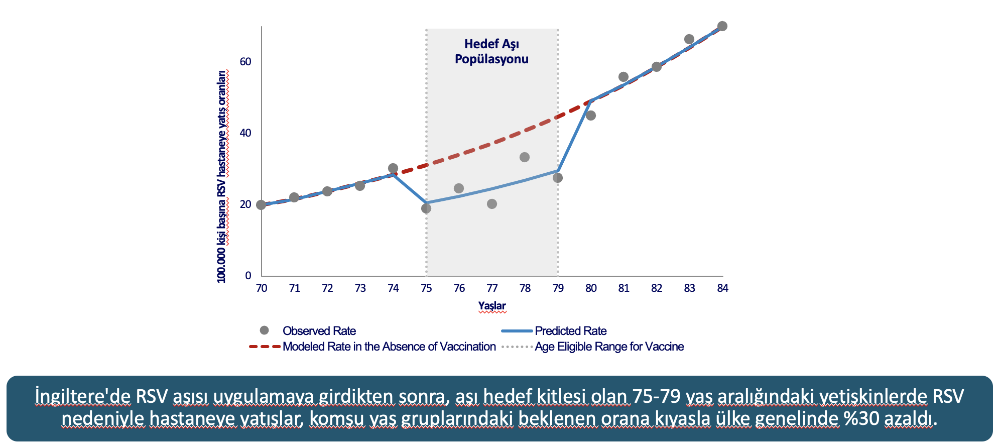 Hedef Aşı
Popülasyonu
100.000 kişi başına RSV hastaneye yatış oranları
60
40
20
0
70 71 72 73 74 75 76 77 78 79 80 81 82 83 84
Yaşlar
Observed Rate
Predicted Rate
Modeled Rate in the Absence of Vaccination
Age Eligible Range for Vaccine
İngiltere'de RSV aşısı uygulamaya girdikten sonra, aşı hedef kitlesi olan 75-79 yaş aralığındaki yetişkinlerde RSV
nedeniyle hastaneye yatışlar, komşu yaş gruplarındaki beklenen orana kıyasla ülke genelinde %30 azaldı.